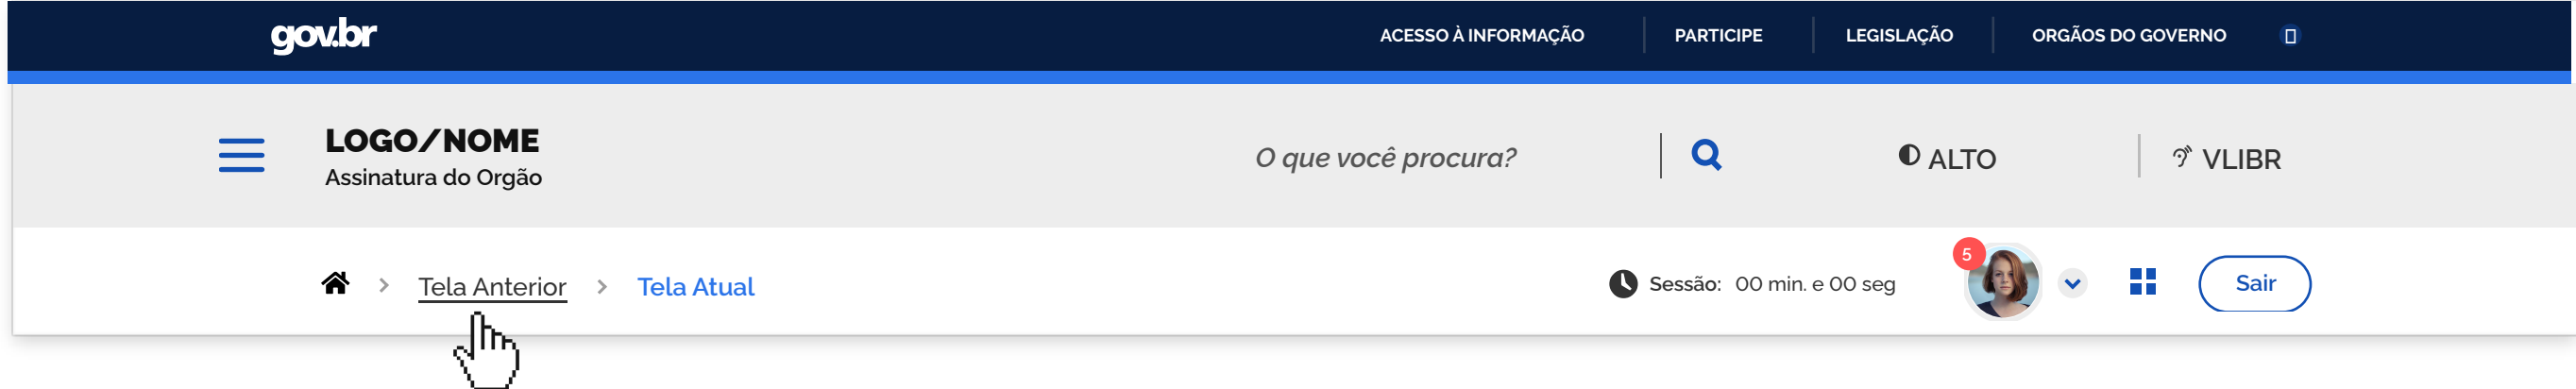 gov.br
ACESSO À INFORMAÇÃO
PARTICIPE
LEGISLAÇÃO
ORGÃOS DO GOVERNO
LOGO/NOME
Assinatura do Orgão
O que você procura?
ALTO
VLIBR
Tela Anterior
Tela Atual
Sessão: 00 min. e 00 seg
5
Sair